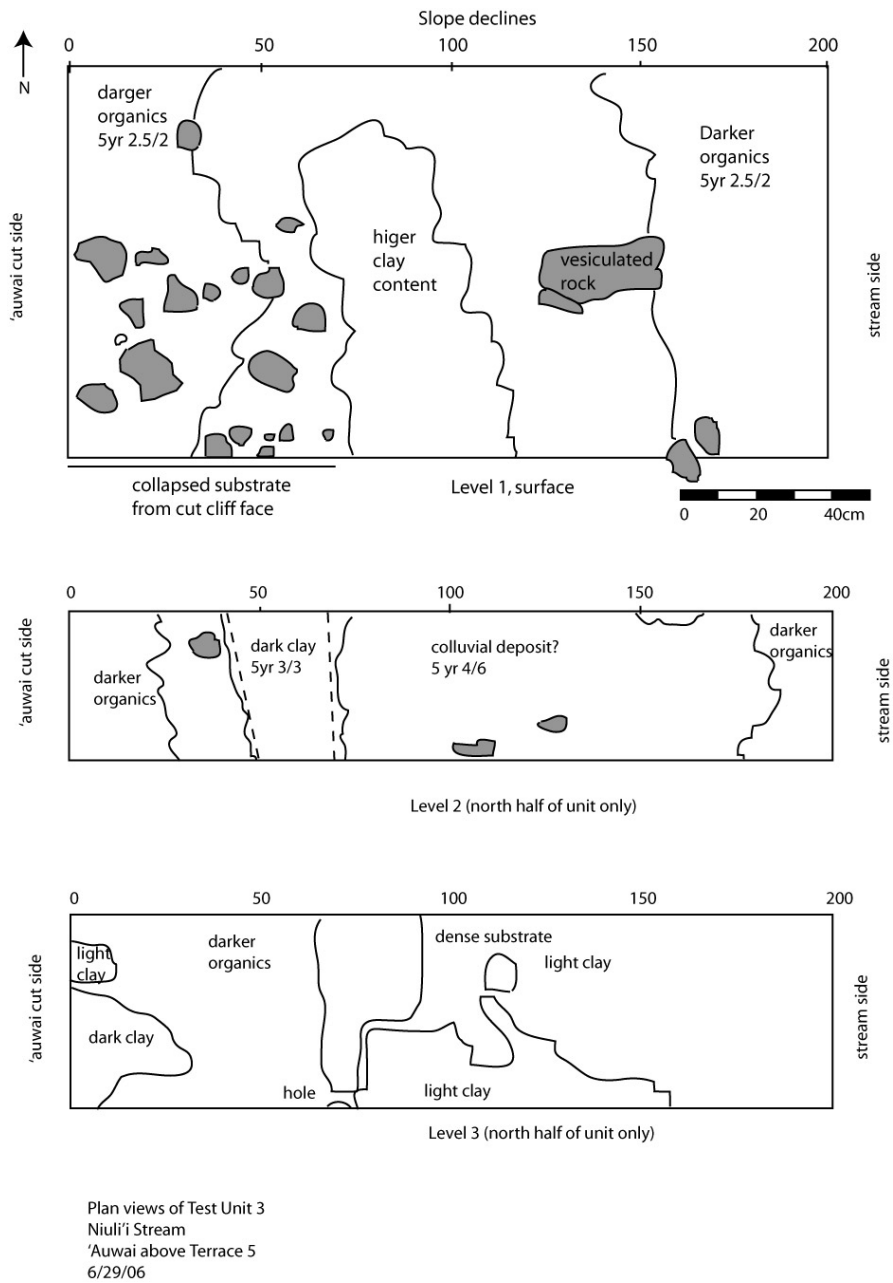 Slope declines
0 50 100 150 200
N
darger
organics
5yr 2.5/2
Darker
organics
5yr 2.5/2
'auwai cut side
higer
clay
content
vesiculated
rock
stream side
collapsed substrate
from cut cliff face
Level 1, surface
0 20 40cm
0 50 100 150 200
'auwai cut side
darker
organics
dark clay
5yr 3/3
colluvial deposit?
5 yr 4/6
darker
organics
stream side
Level 2 (north half of unit only)
0 50 100 150 200
'auwai cut side
light
clay
dark clay
darker
organics
dense substrate
light clay
hole
light clay
stream side
Level 3 (north half of unit only)
Plan views of Test Unit 3
Niuli'i Stream
'Auwai above Terrace 5
6/29/06